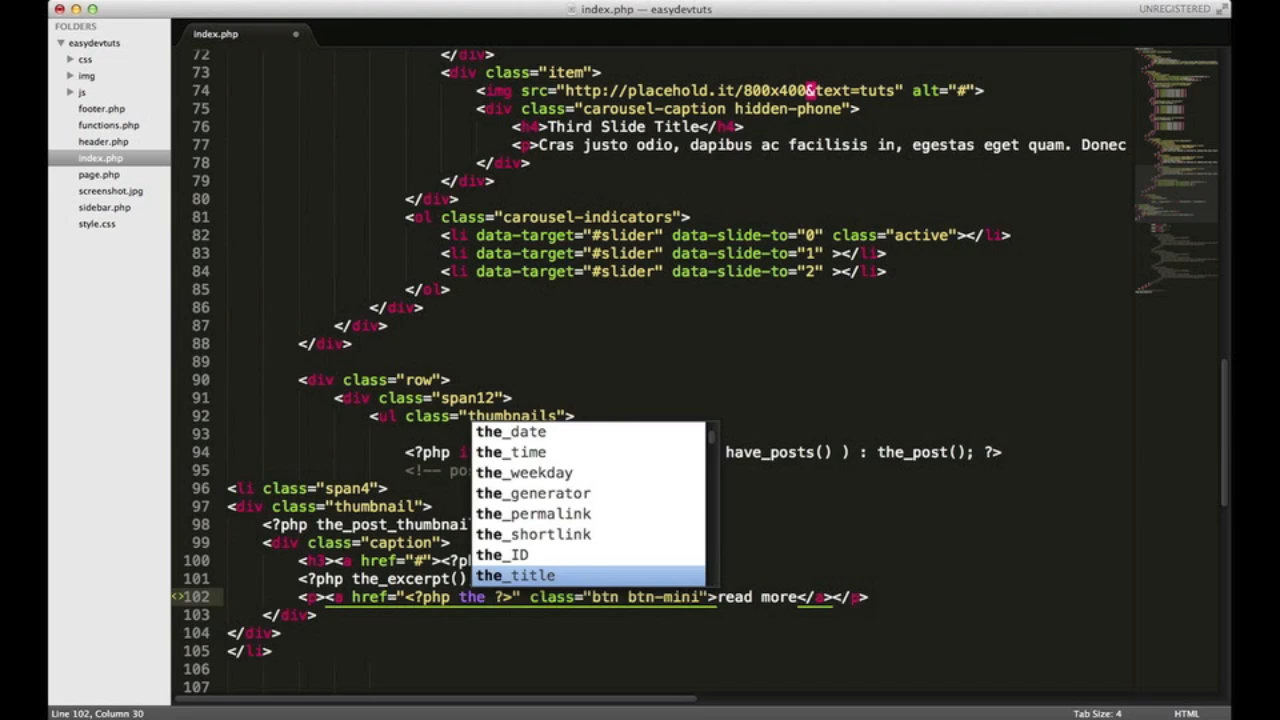 index.php — easydevtuts
UNREGISTERED
FOLDERS
easydevtuts
css
img
js
footer.php
functions.php
header.php
index.php
page.php
screenshot.jpg
sidebar.php
style.css
index.php
72 </div>
73 <div class="item">
74 <img src="http://placehold.it/800x400&text=tuts" alt="#">
75 <div class="carousel-caption hidden-phone">
76 <h4>Third Slide Title</h4>
77 <p>Cras justo odio, dapibus ac facilisis in, egestas eget quam. Donec
78 </div>
79 </div>
80 </div>
81 <ol class="carousel-indicators">
82 <li data-target="#slider" data-slide-to="0" class="active"></li>
83 <li data-target="#slider" data-slide-to="1" ></li>
84 <li data-target="#slider" data-slide-to="2" ></li>
85 </ol>
86 </div>
87 </div>
88 </div>
89
90 <div class="row">
91 <div class="span12">
92 <ul class="thumbnails">
93
94 <?php i have_posts() ) : the_post(); ?>
95 <!-- po
96 <li class="span4">
97 <div class="thumbnail">
98 <?php the_post_thumbnail
99 <div class="caption">
100 <h3><a href="#"><?p
101 <?php the_excerpt()
102 <p><a href="<?php the ?>" class="btn btn-mini">read more</a></p>
103 </div>
104 </div>
105 </li>
106
107
the_date
the_time
the_weekday
the_generator
the_permalink
the_shortlink
the_ID
the_title
Line 102, Column 30
Tab Size: 4
HTML